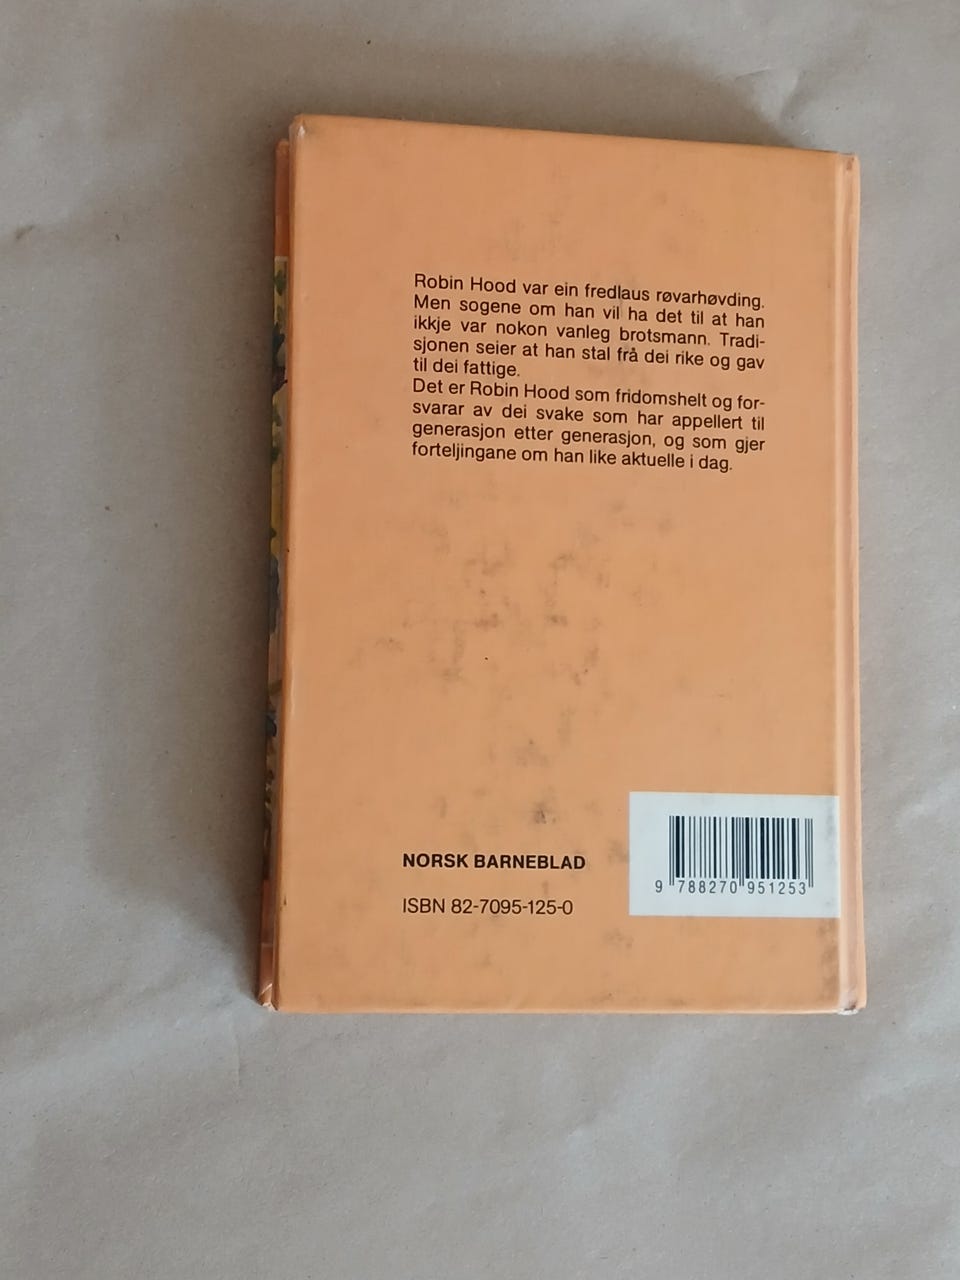 Robin Hood var ein fredlaus røvarhøvding.
Men sogene om han vil ha det til at han
ikkje var nokon vanleg brotsmann. Tradi-
sjonen seier at han stal frå dei rike og gav
til dei fattige.
Det er Robin Hood som fridomshelt og for-
svarar av dei svake som har appellert til
generasjon etter generasjon, og som gjer
forteljingane om han like aktuelle i dag.
NORSK BARNEBLAD
ISBN 82-7095-125-0
9 788270 951253